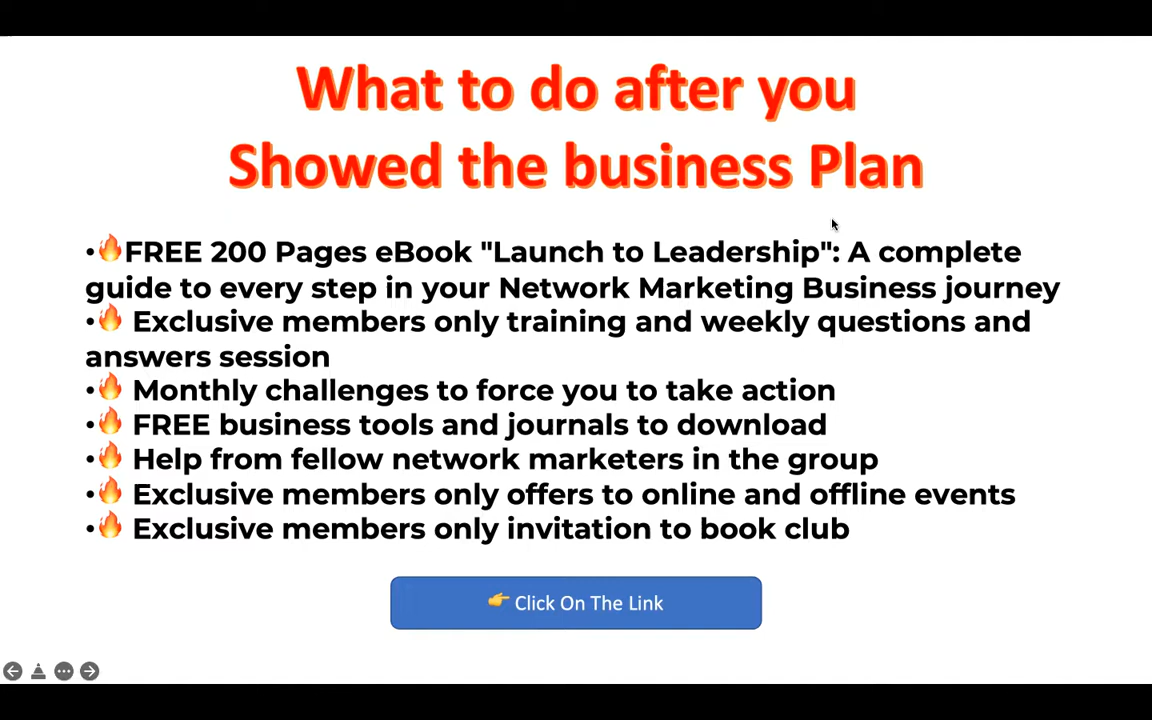 What to do after you
Showed the business Plan
•🔥FREE 200 Pages eBook "Launch to Leadership": A complete
guide to every step in your Network Marketing Business journey
•🔥 Exclusive members only training and weekly questions and
answers session
•🔥 Monthly challenges to force you to take action
•🔥 FREE business tools and journals to download
•🔥 Help from fellow network marketers in the group
•🔥 Exclusive members only offers to online and offline events
•🔥 Exclusive members only invitation to book club
👉 Click On The Link